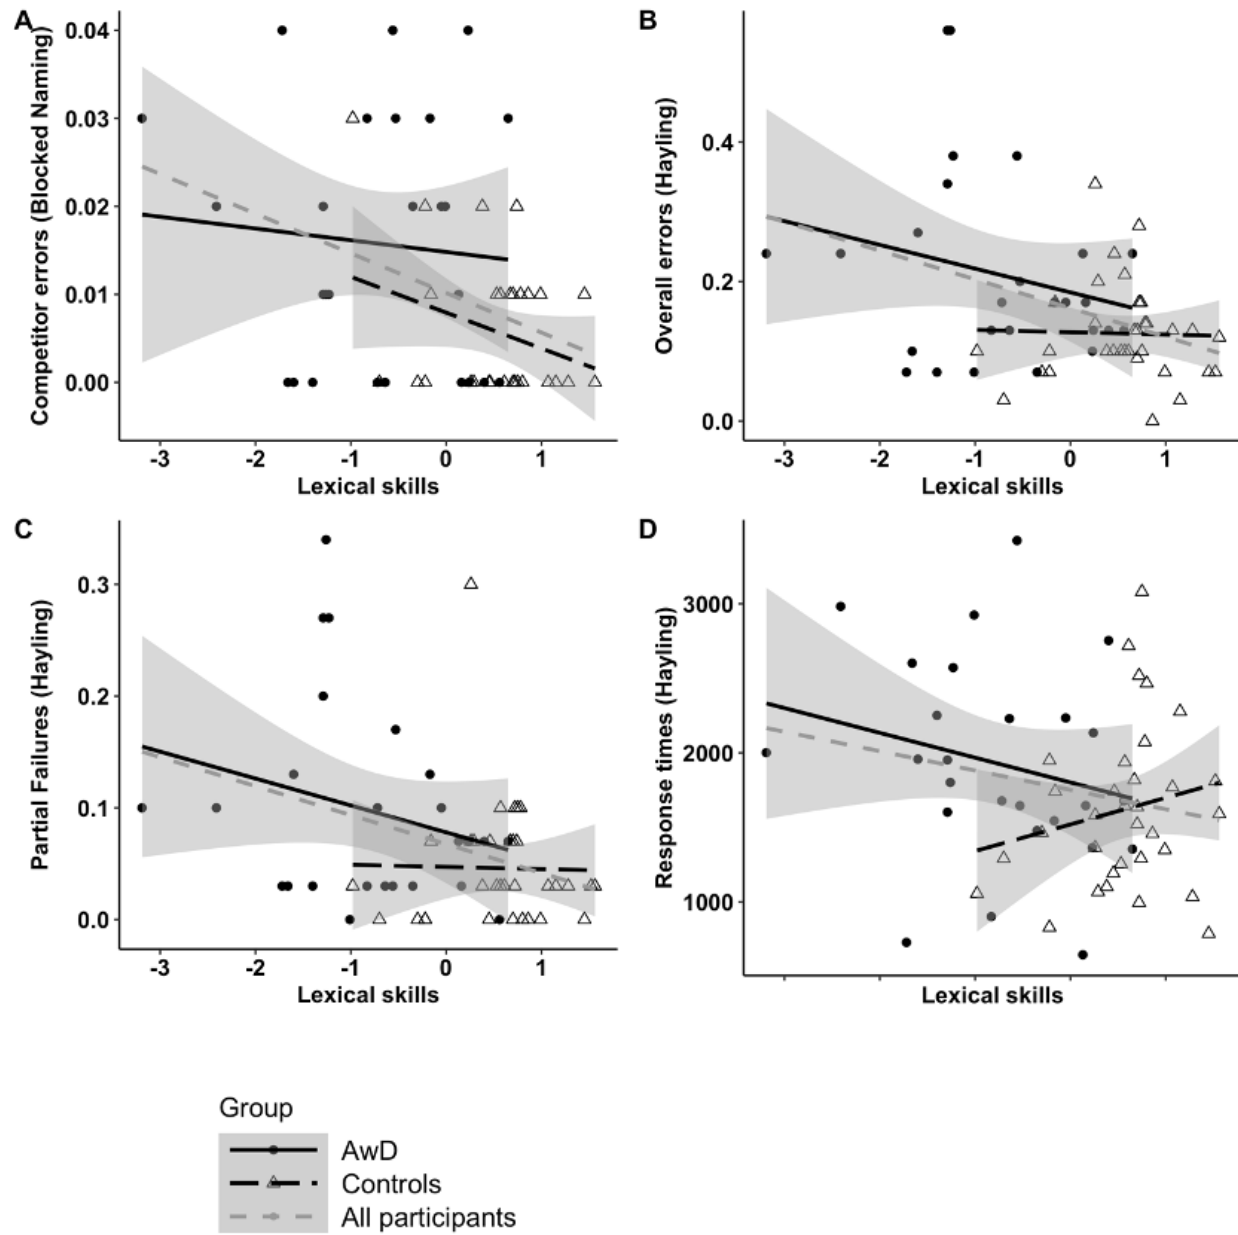 A
Competitor errors (Blocked Naming)
0.04
0.03
0.02
0.01
0.00
-3 -2 -1 0 1
Lexical skills
B
Overall errors (Hayling)
0.4
0.2
0.0
-3 -2 -1 0 1
Lexical skills
C
Partial Failures (Hayling)
0.3
0.2
0.1
0.0
-3 -2 -1 0 1
Lexical skills
D
Response times (Hayling)
3000
2000
1000
Lexical skills
Group
AwD
Controls
All participants